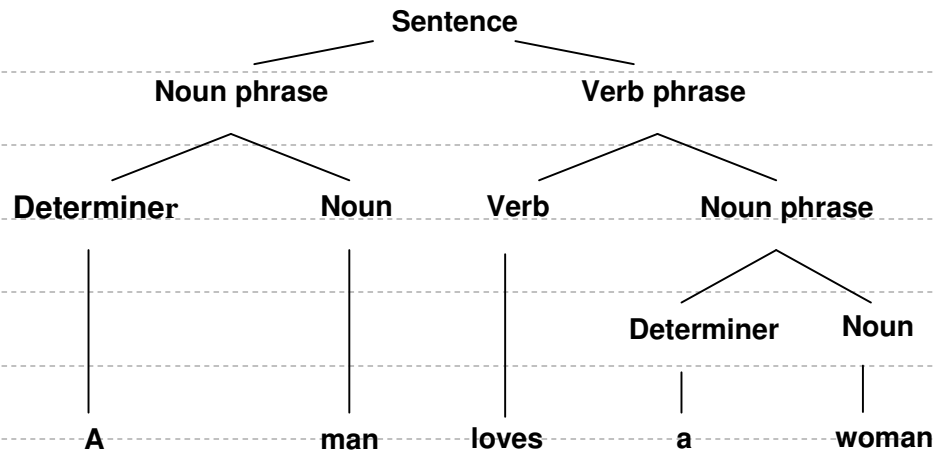 Sentence
Noun phrase Verb phrase
Determiner Noun Verb Noun phrase
Determiner Noun
A man loves a woman